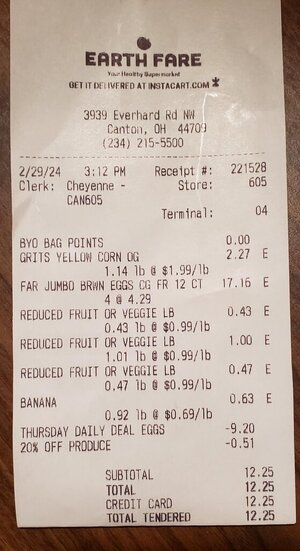 EARTH FARE
Your Healthy Supermarket
GET IT DELIVERED AT INSTACART.COM
3939 Everhard Rd NW
Canton, OH 44709
(234) 215-5500
2/29/24 3:12 PM Receipt #: 221528
Clerk: Cheyenne - Store: 605
CAN605
Terminal: 04
BYO BAG POINTS 0.00
GRITS YELLOW CORN OG 2.27 E
1.14 lb @ $1.99/lb
FAR JUMBO BRWN EGGS CG FR 12 CT 17.16 E
4 @ 4.29
REDUCED FRUIT OR VEGGIE LB 0.43 E
0.43 lb @ $0.99/lb
REDUCED FRUIT OR VEGGIE LB 1.00 E
1.01 lb @ $0.99/lb
REDUCED FRUIT OR VEGGIE LB 0.47 E
0.47 lb @ $0.99/lb
BANANA 0.63 E
0.92 lb @ $0.69/lb
THURSDAY DAILY DEAL EGGS -9.20
20% OFF PRODUCE -0.51
SUBTOTAL 12.25
TOTAL 12.25
CREDIT CARD 12.25
TOTAL TENDERED 12.25